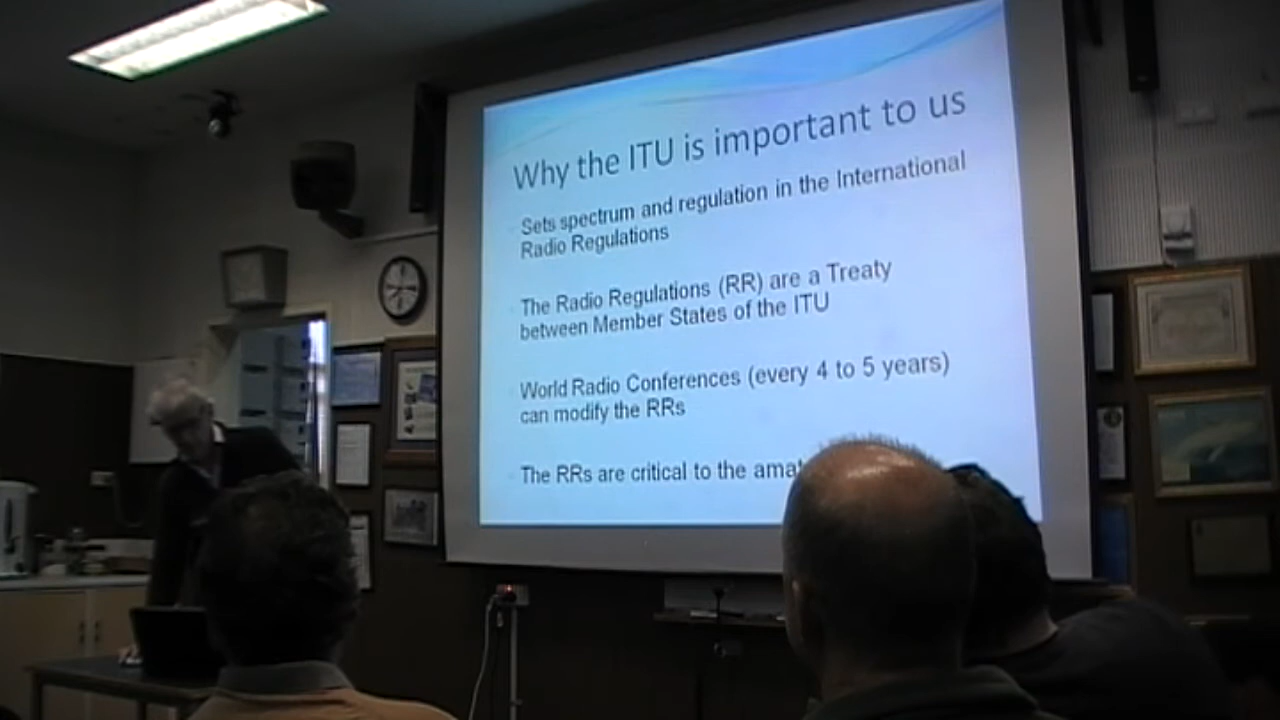 Why the ITU is important to us
Sets spectrum and regulation in the International
Radio Regulations
The Radio Regulations (RR) are a Treaty
between Member States of the ITU
World Radio Conferences (every 4 to 5 years)
can modify the RRs
The RRs are critical to the